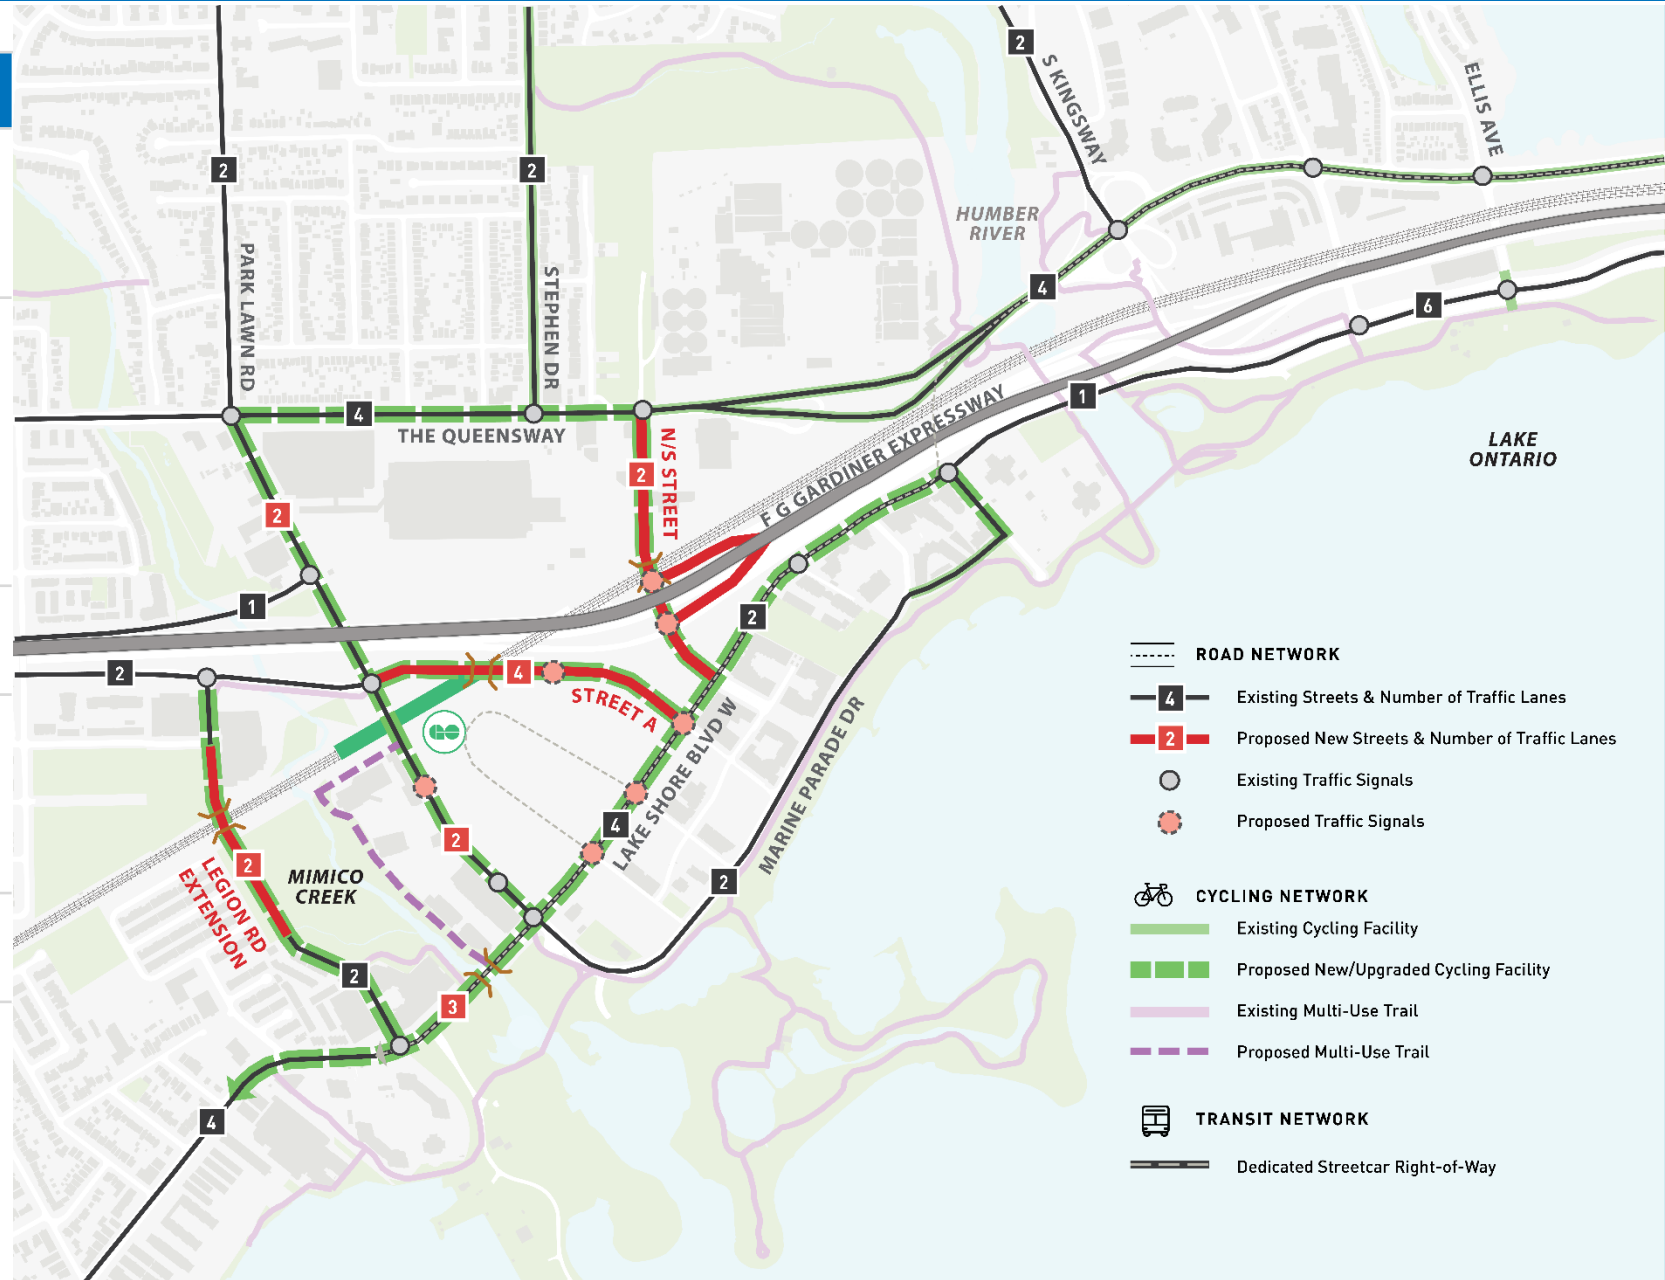 2
S KINGSWAY
ELLIS AVE
2
2
HUMBER
RIVER
PARK LAWN RD
STEPHEN DR
4
6
1
4
THE QUEENSWAY
N/S STREET
2
F G GARDINER EXPRESSWAY
LAKE
ONTARIO
2
1
2
2
4
STREET A
LAKE SHORE BLVD W
MARINE PARADE DR
4
2
2
LEGION RD
EXTENSION
MIMICO
CREEK
2
2
3
4
ROAD NETWORK
4 Existing Streets & Number of Traffic Lanes
2 Proposed New Streets & Number of Traffic Lanes
Existing Traffic Signals
Proposed Traffic Signals
CYCLING NETWORK
Existing Cycling Facility
Proposed New/Upgraded Cycling Facility
Existing Multi-Use Trail
Proposed Multi-Use Trail
TRANSIT NETWORK
Dedicated Streetcar Right-of-Way